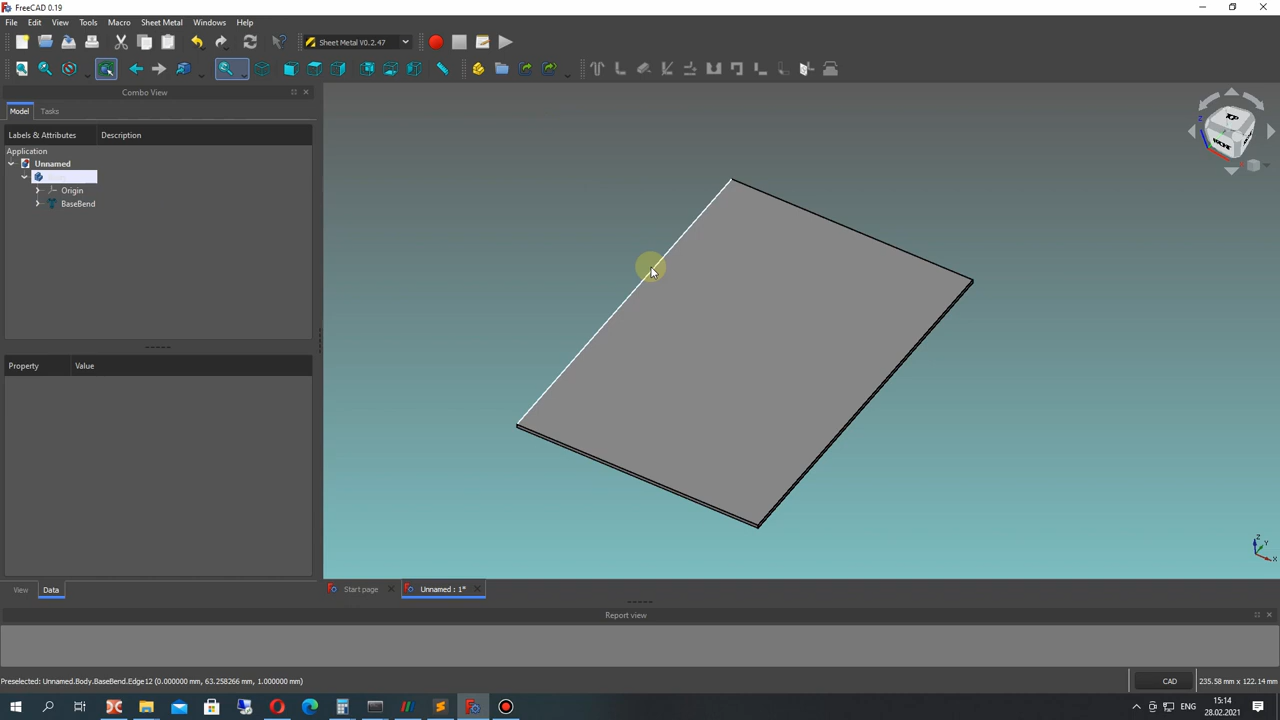 FreeCAD 0.19
File Edit View Tools Macro Sheet Metal Windows Help
Sheet Metal V0.2.47
Combo View
Model Tasks
Labels & Attributes Description
Application
Unnamed
Origin
BaseBend
Property Value
View Data
TOP
FRONT
Z
Z
Y
X
Start page Unnamed : 1*
Report view
Preselected: Unnamed.Body.BaseBend.Edge12 (0.000000 mm, 63.258266 mm, 1.000000 mm)
CAD 235.58 mm x 122.14 mm
ENG 15:14
28.02.2021